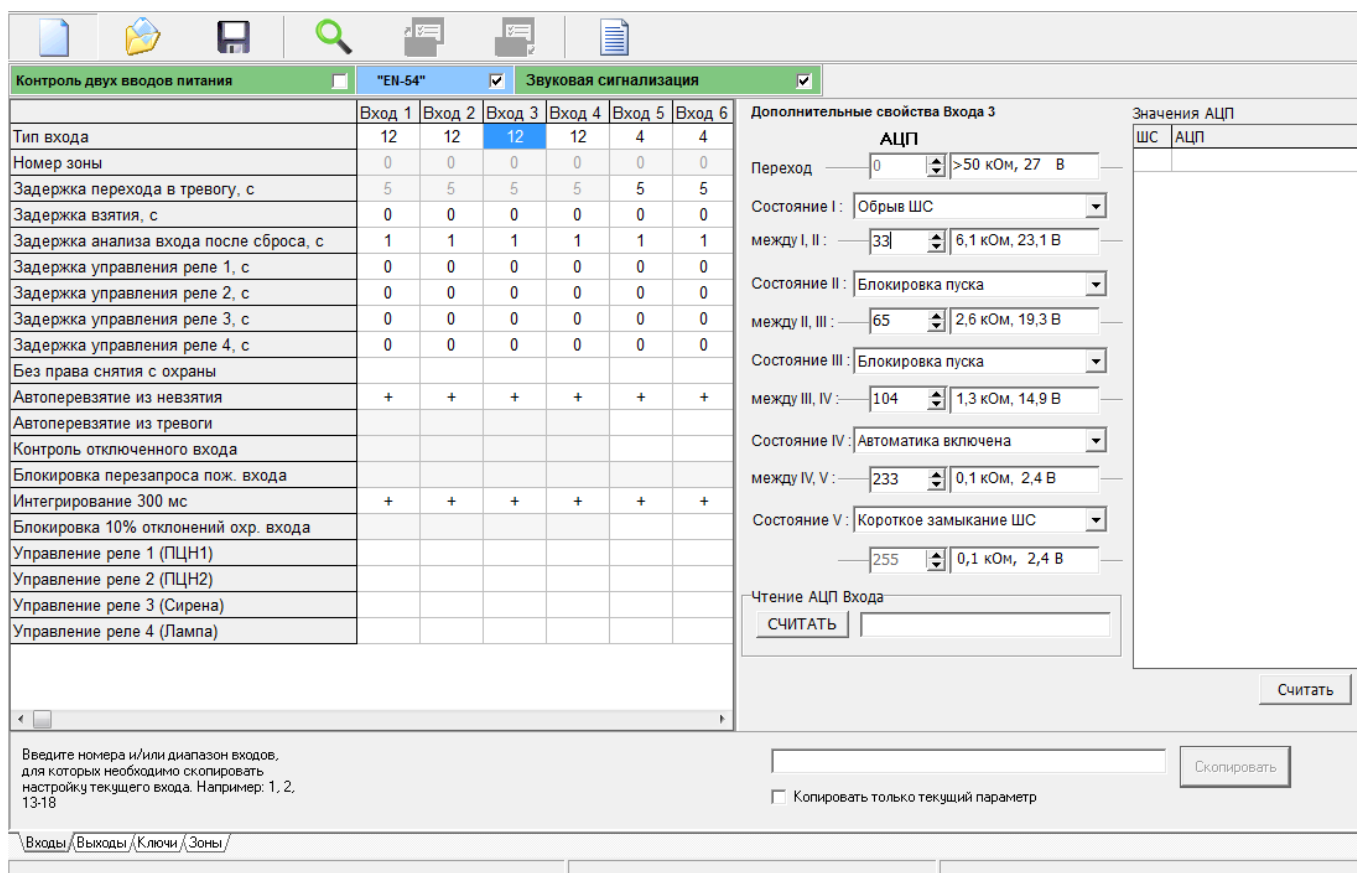 Контроль двух вводов питания
"EN-54"
Звуковая сигнализация
Вход 1 Вход 2 Вход 3 Вход 4 Вход 5 Вход 6
Тип входа 12 12 12 12 4 4
Номер зоны 0 0 0 0 0 0
Задержка перехода в тревогу, с 5 5 5 5 5 5
Задержка взятия, с 0 0 0 0 0 0
Задержка анализа входа после сброса, с 1 1 1 1 1 1
Задержка управления реле 1, с 0 0 0 0 0 0
Задержка управления реле 2, с 0 0 0 0 0 0
Задержка управления реле 3, с 0 0 0 0 0 0
Задержка управления реле 4, с 0 0 0 0 0 0
Без права снятия с охраны
Автоперевзятие из невзятия + + + + + +
Автоперевзятие из тревоги
Контроль отключенного входа
Блокировка перезапроса пож. входа
Интегрирование 300 мс + + + + + +
Блокировка 10% отклонений охр. входа
Управление реле 1 (ПЦН1)
Управление реле 2 (ПЦН2)
Управление реле 3 (Сирена)
Управление реле 4 (Лампа)
Дополнительные свойства Входа 3
АЦП
Переход 0 >50 кОм, 27 В
Состояние I : Обрыв ШС
между I, II : 33 6,1 кОм, 23,1 В
Состояние II : Блокировка пуска
между II, III : 65 2,6 кОм, 19,3 В
Состояние III : Блокировка пуска
между III, IV : 104 1,3 кОм, 14,9 В
Состояние IV : Автоматика включена
между IV, V : 233 0,1 кОм, 2,4 В
Состояние V : Короткое замыкание ШС
255 0,1 кОм, 2,4 В
Чтение АЦП Входа
СЧИТАТЬ
Значения АЦП
ШС АЦП
Считать
Введите номера и/или диапазон входов,
для которых необходимо скопировать
настройку текущего входа. Например: 1, 2,
13-18
Скопировать
Копировать только текущий параметр
Входы Выходы Ключи Зоны